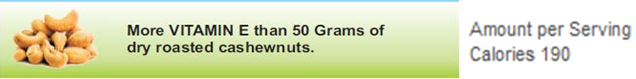 More VITAMIN E than 50 Grams of
dry roasted cashewnuts.
Amount per Serving
Calories 190